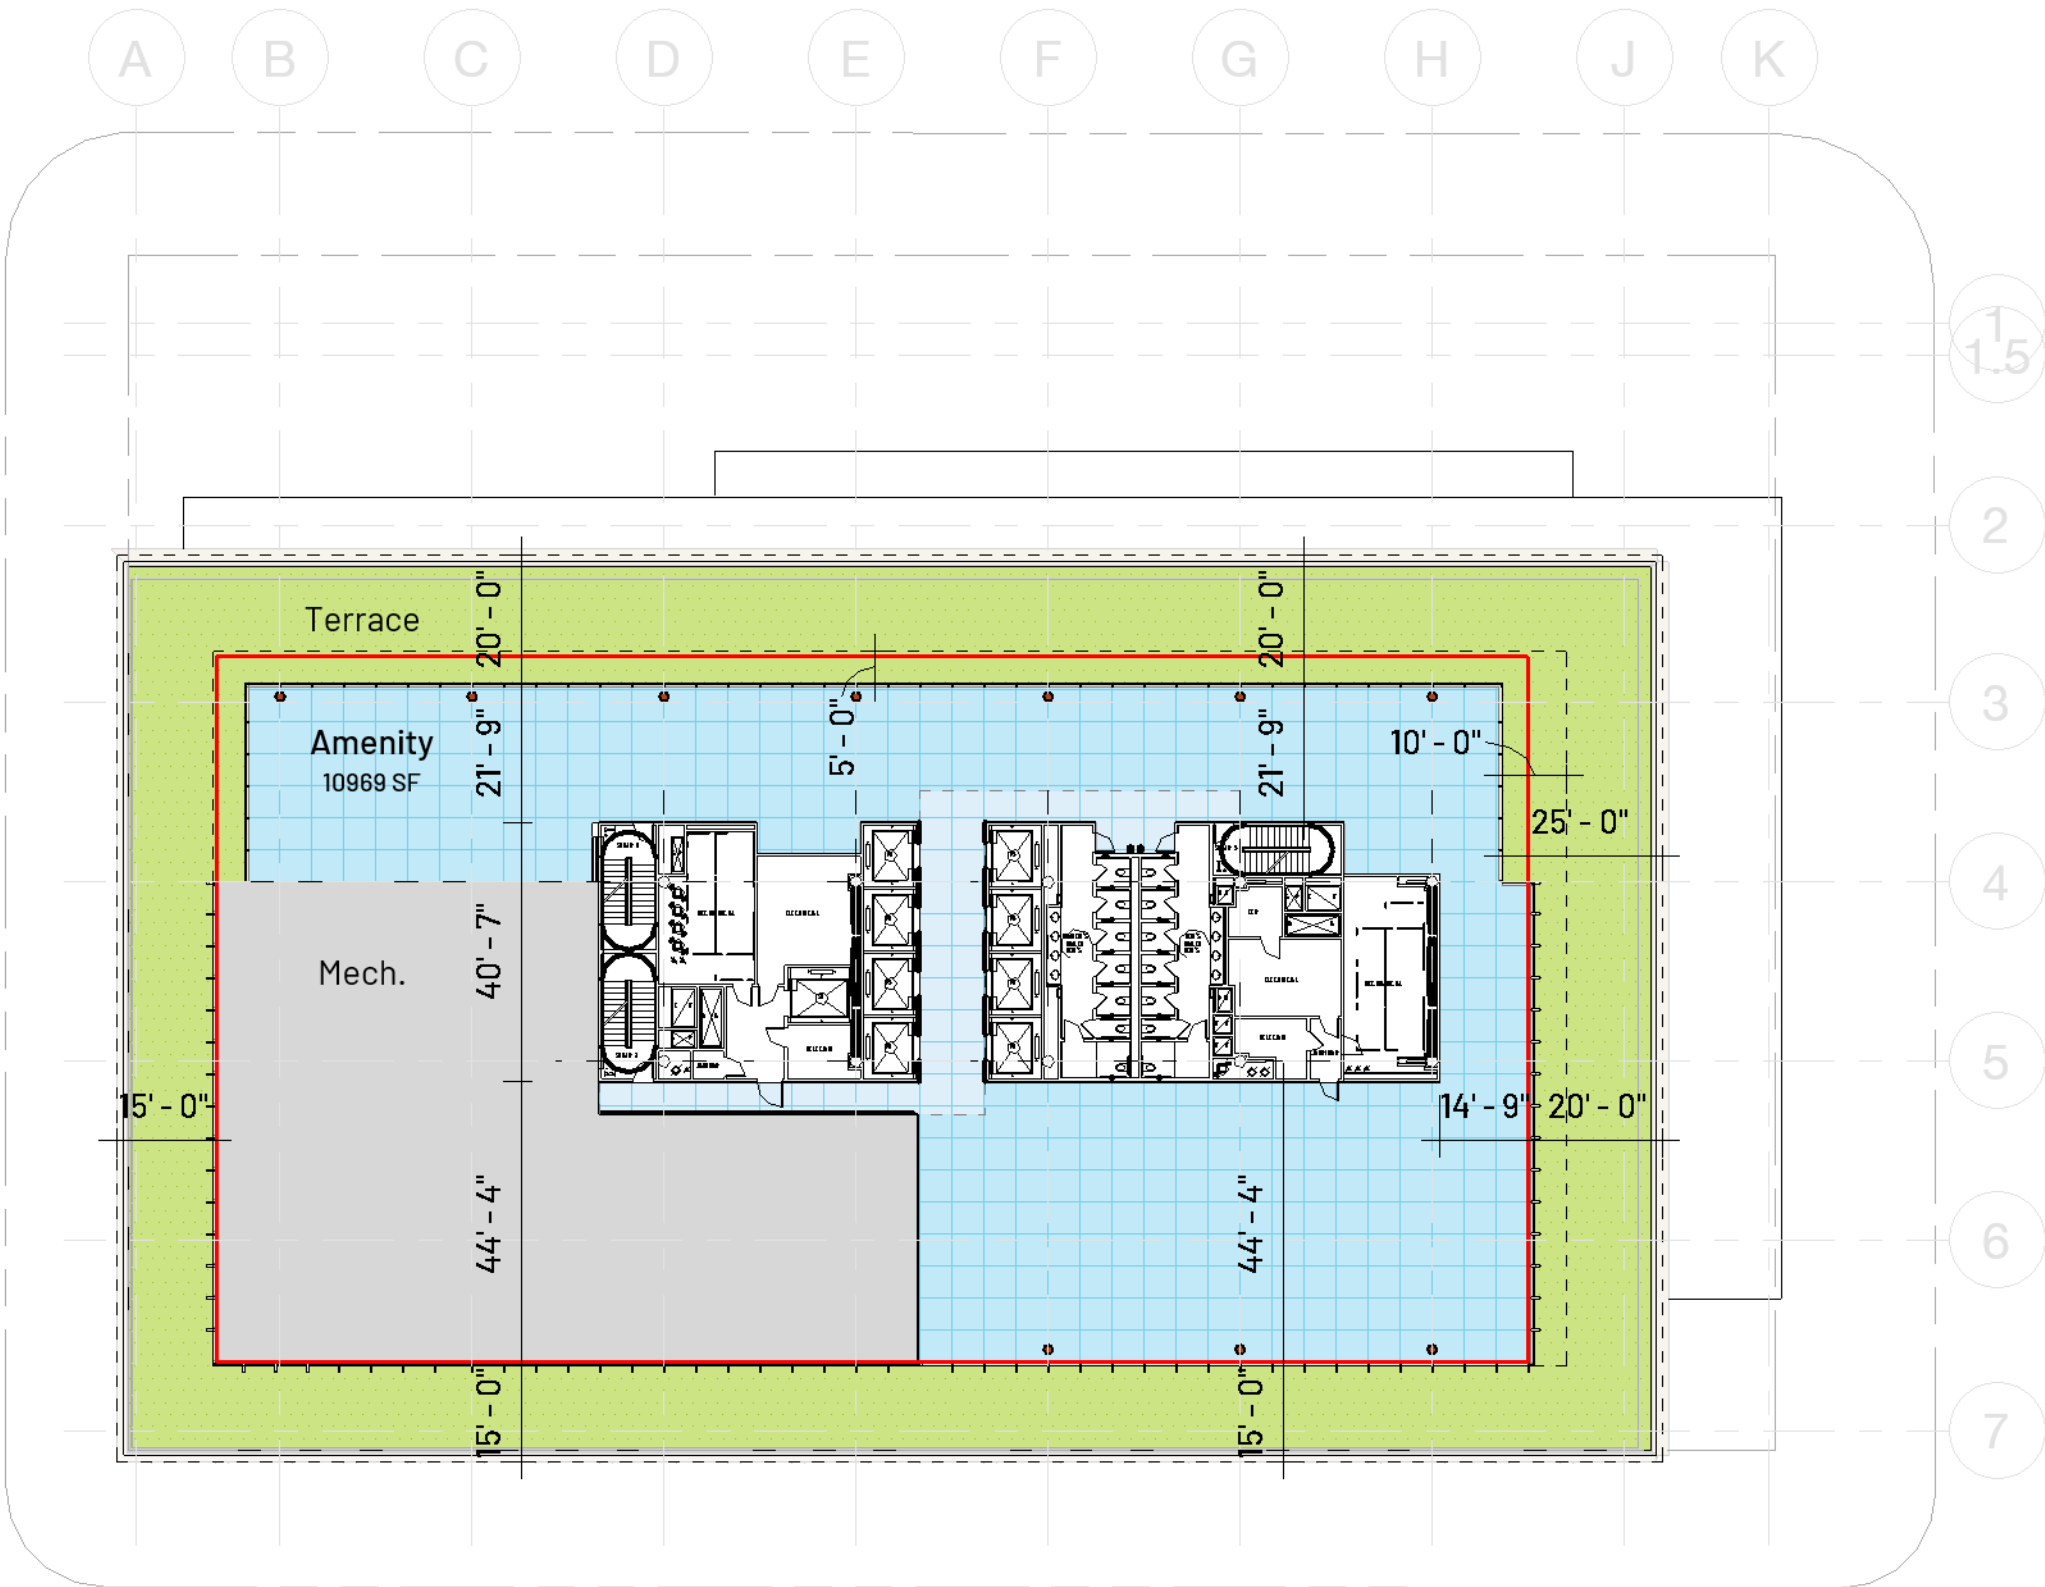 A B C D E F G H J K
1
1.5
2
Terrace
20' - 0"
20' - 0"
3
Amenity
10969 SF
21' - 9"
5' - 0"
21' - 9"
10' - 0"
25' - 0"
4
Mech.
40' - 7"
5
15' - 0"
14' - 9"
20' - 0"
44' - 4"
44' - 4"
6
15' - 0"
15' - 0"
7